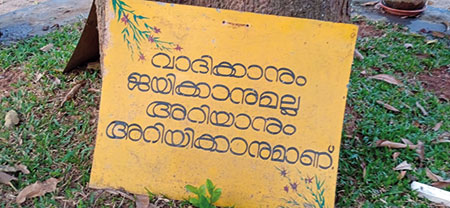 വാദിക്കാനും
ജയിക്കാനുമല്ല
അറിയാനും
അറിയിക്കാനുമാണ്.